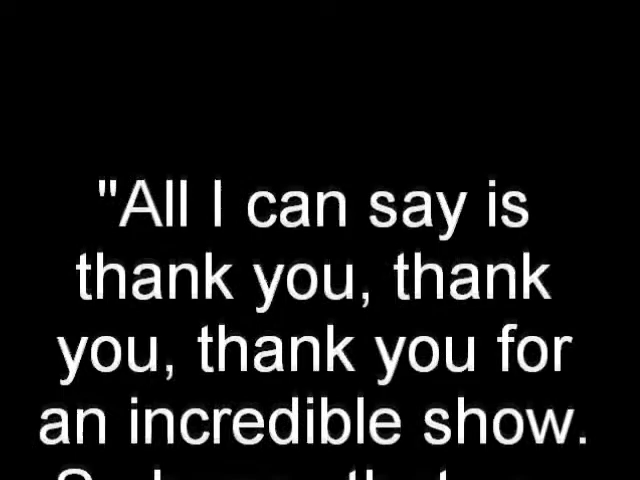 "All I can say is
thank you, thank
you, thank you for
an incredible show.